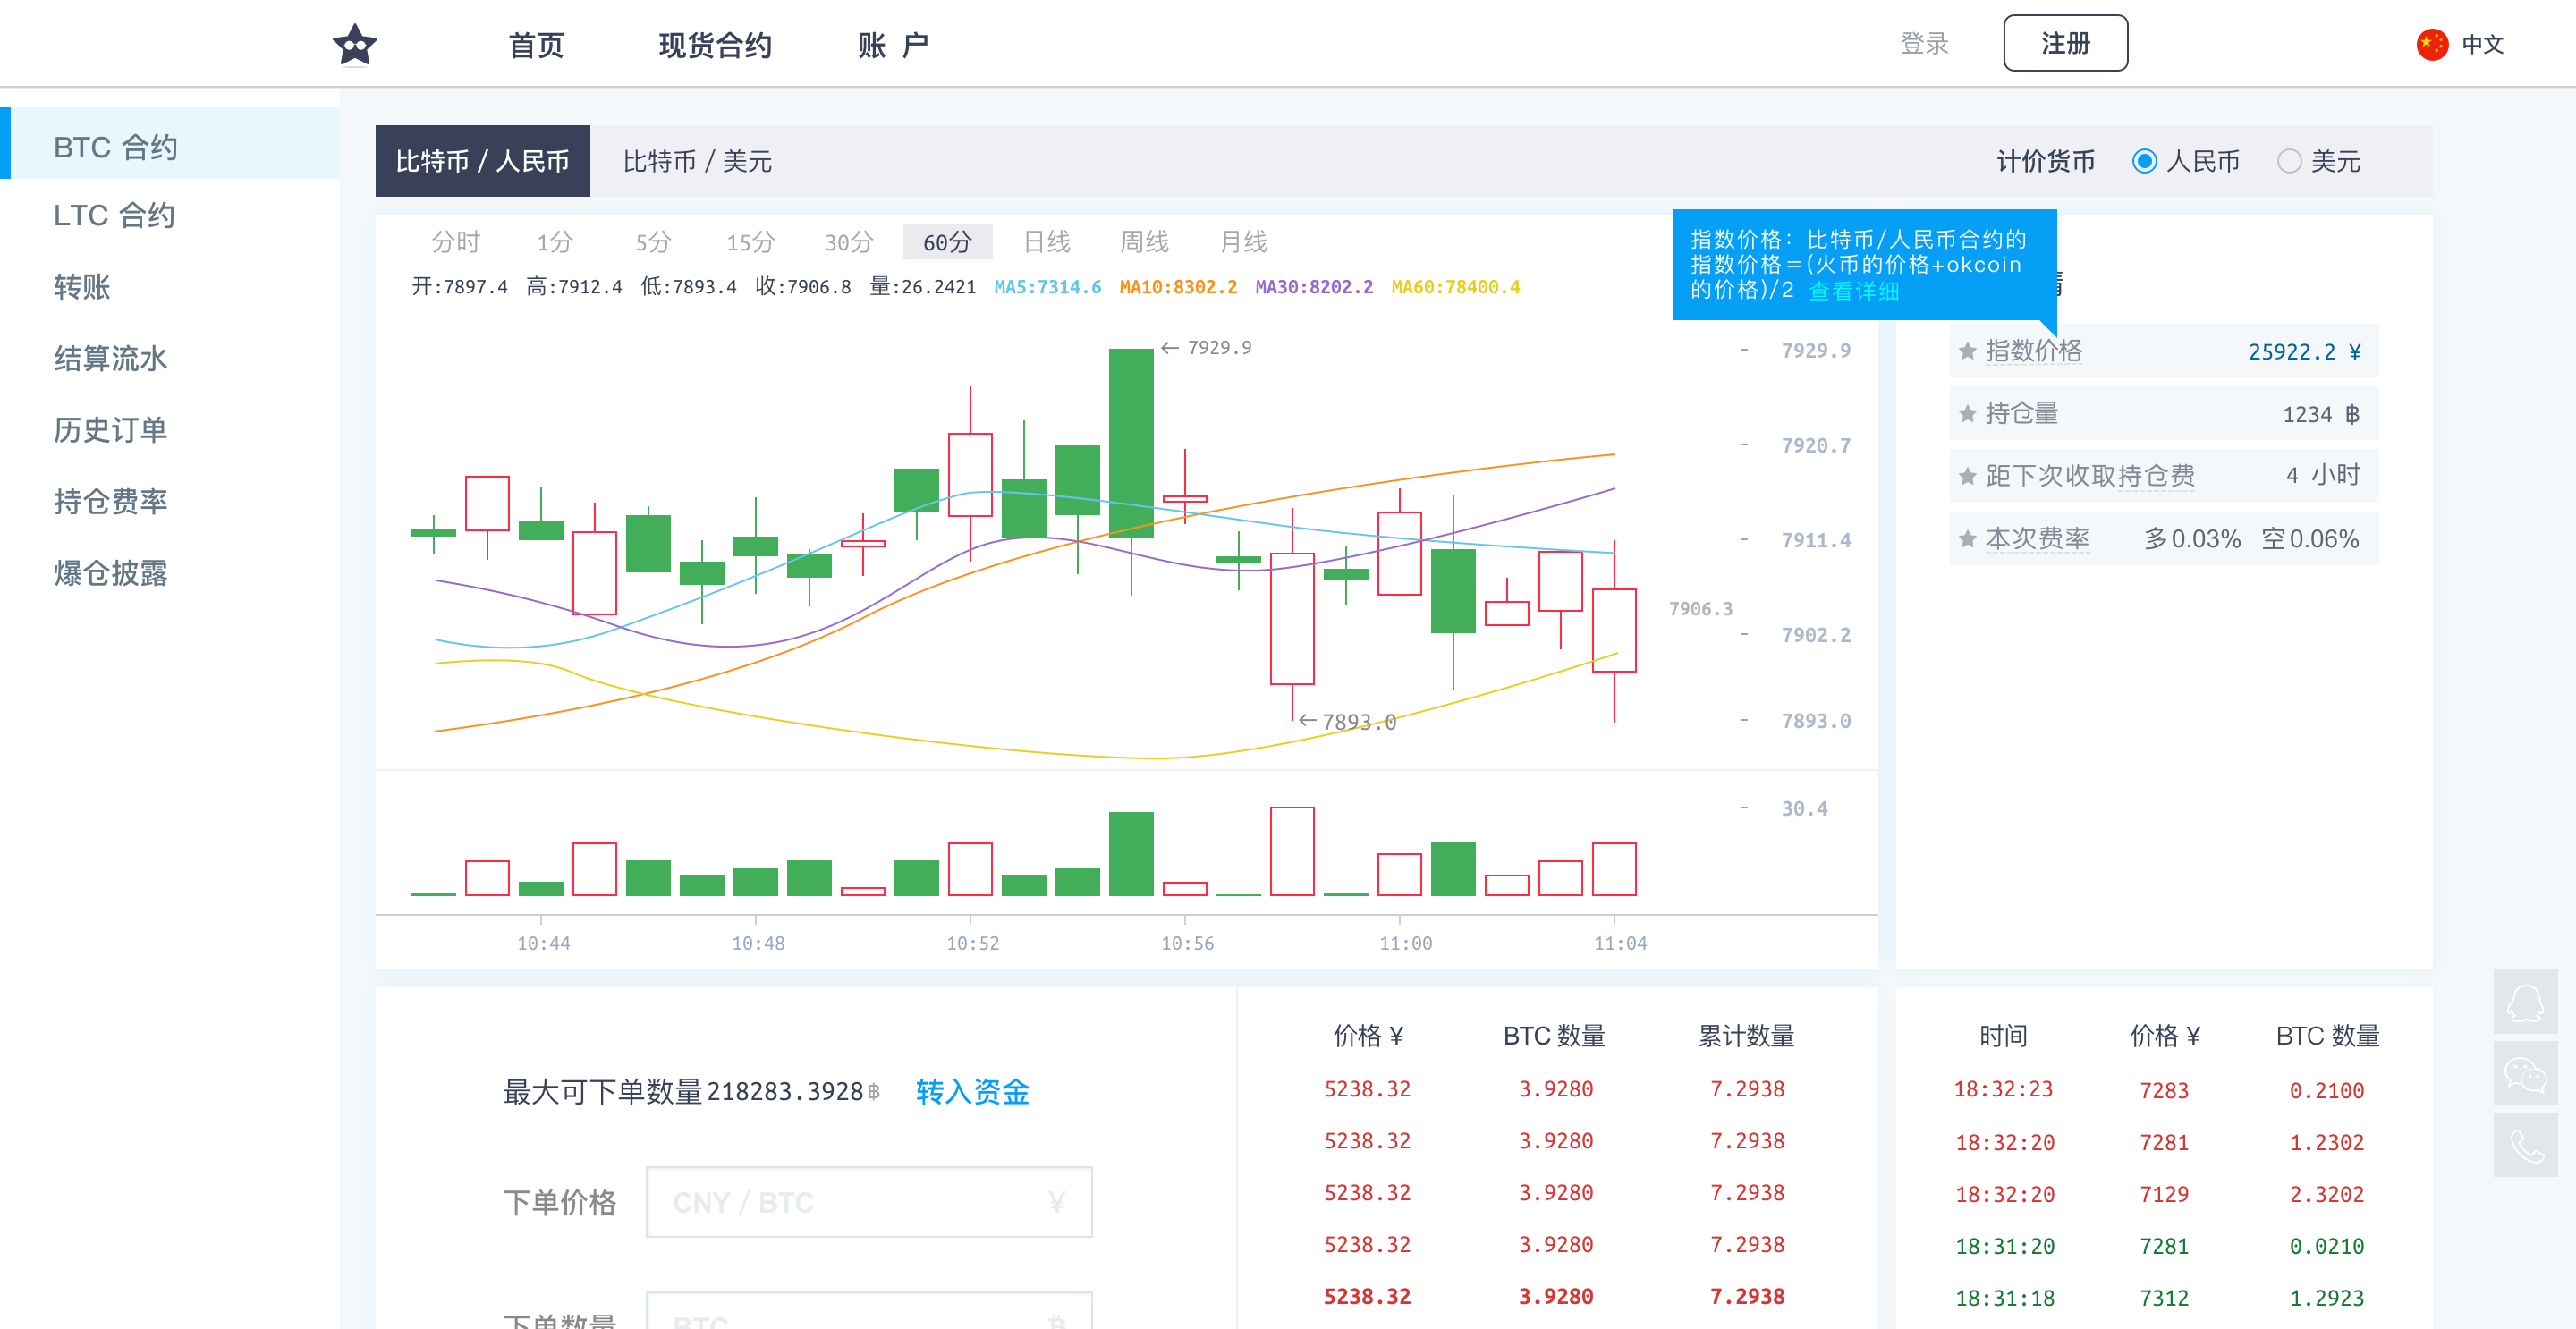 首页 现货合约 账 户 登录 注册 中文
BTC 合约
LTC 合约
转账
结算流水
历史订单
持仓费率
爆仓披露
比特币 / 人民币 比特币 / 美元 计价货币 人民币 美元
分时 1分 5分 15分 30分 60分 日线 周线 月线
开:7897.4 高:7912.4 低:7893.4 收:7906.8 量:26.2421 MA5:7314.6 MA10:8302.2 MA30:8202.2 MA60:78400.4
7929.9
7893.0
7929.9
7920.7
7911.4
7906.3
7902.2
7893.0
30.4
10:44 10:48 10:52 10:56 11:00 11:04
指数价格：比特币/人民币合约的
指数价格＝(火币的价格+okcoin
的价格)/2 查看详细
指数价格 25922.2 ¥
持仓量 1234 ฿
距下次收取持仓费 4 小时
本次费率 多0.03% 空0.06%
最大可下单数量218283.3928฿ 转入资金
下单价格 CNY / BTC ¥
下单数量 BTC ฿
价格 ¥ BTC 数量 累计数量
5238.32 3.9280 7.2938
5238.32 3.9280 7.2938
5238.32 3.9280 7.2938
5238.32 3.9280 7.2938
5238.32 3.9280 7.2938
时间 价格 ¥ BTC 数量
18:32:23 7283 0.2100
18:32:20 7281 1.2302
18:32:20 7129 2.3202
18:31:20 7281 0.0210
18:31:18 7312 1.2923